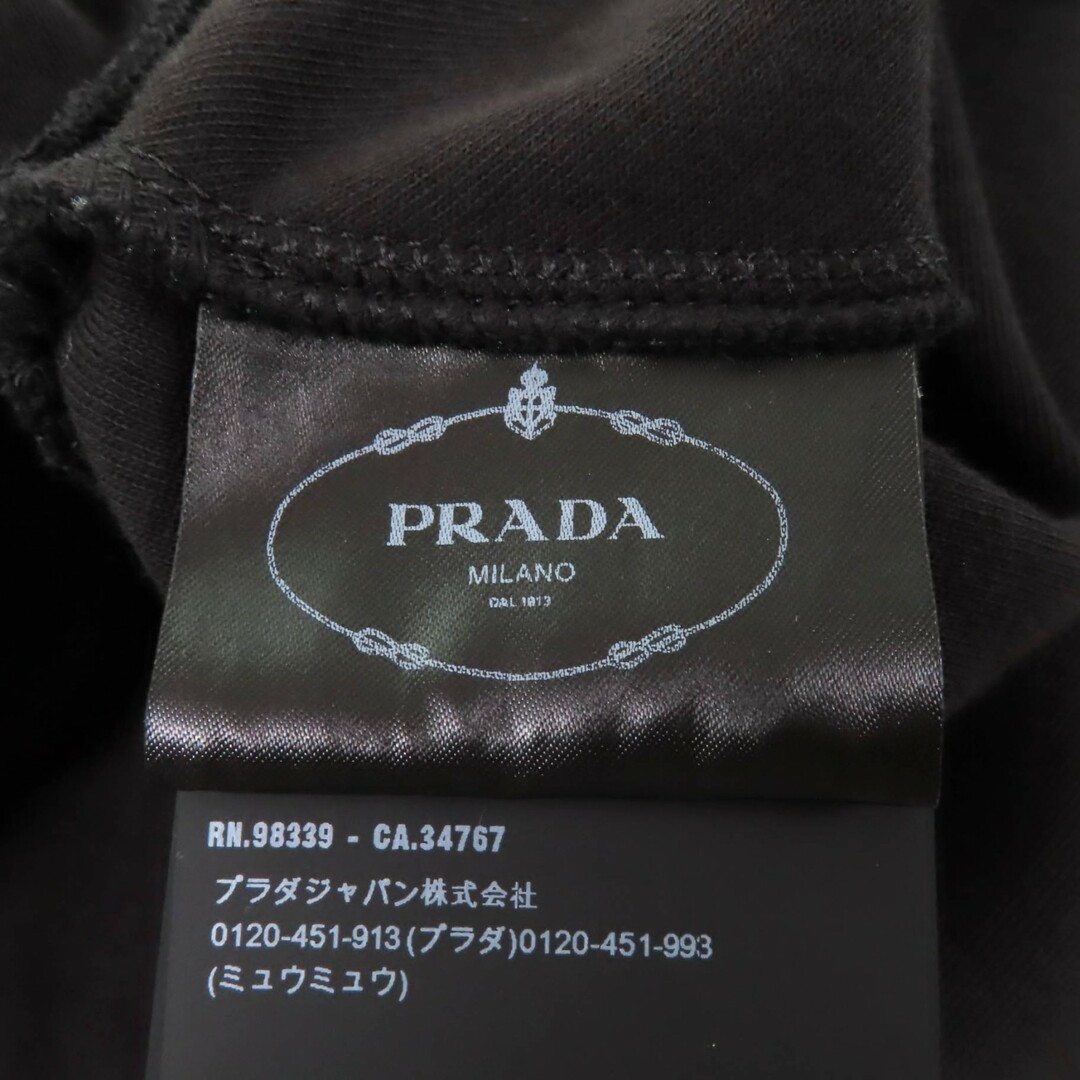 PRADA
MILANO
DAL 1913
RN.98339 - CA.34767
プラダジャパン株式会社
0120-451-913(プラダ)0120-451-993
(ミュウミュウ)